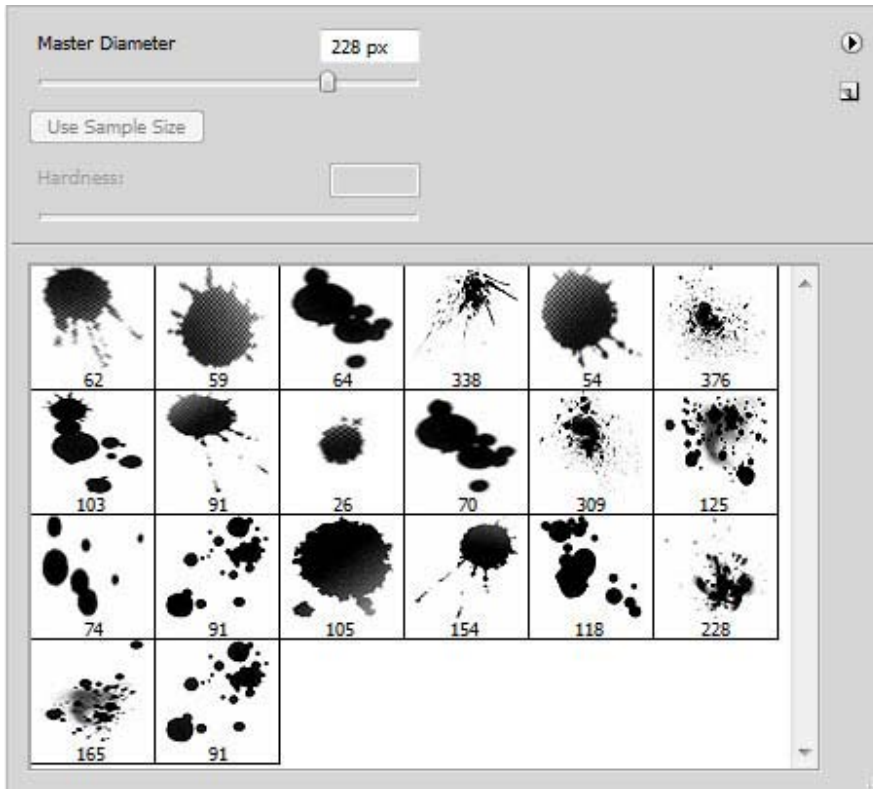 Master Diameter 228 px
Use Sample Size
Hardness:
62 59 64 338 54 376
103 91 26 70 309 125
74 91 105 154 118 228
165 91